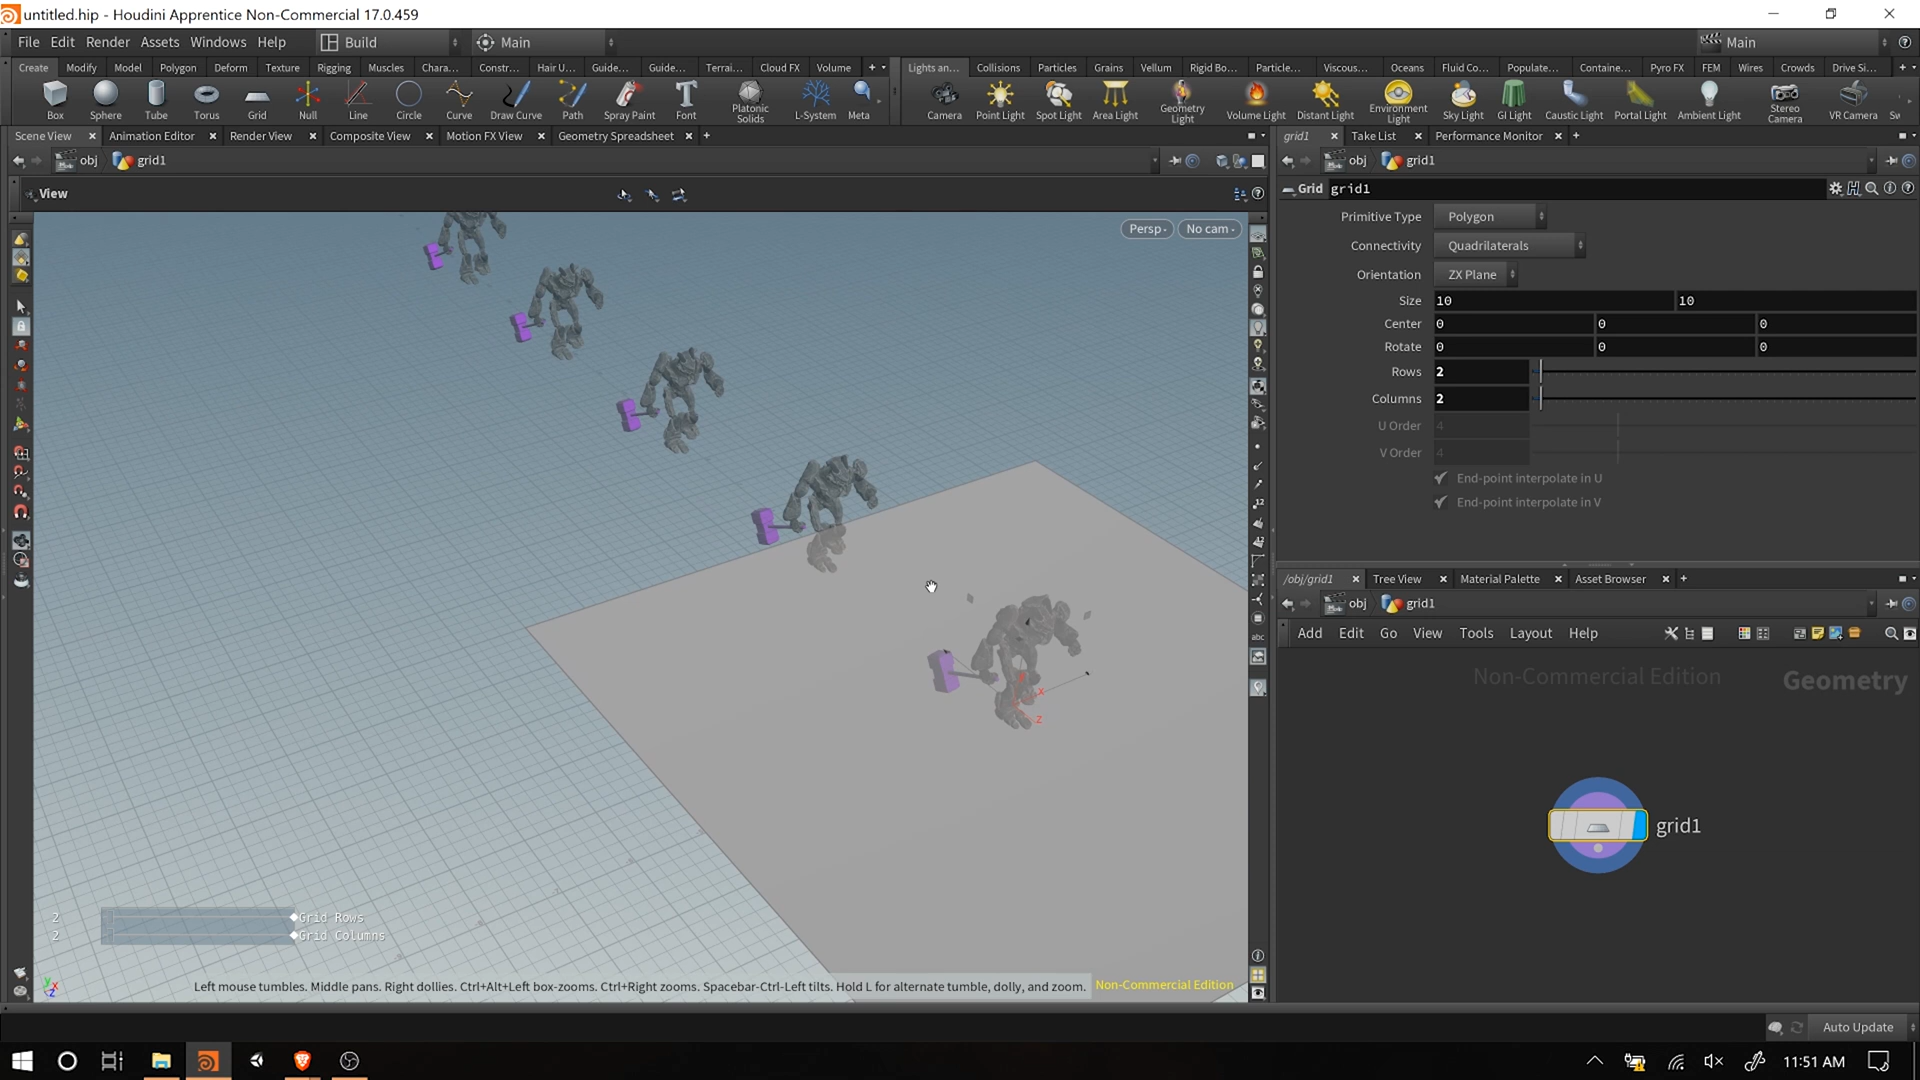 untitled.hip - Houdini Apprentice Non-Commercial 17.0.459
File Edit Render Assets Windows Help Build Main Main
Create Modify Model Polygon Deform Texture Rigging Muscles Chara... Constr... Hair U... Guide... Guide... Terrai... Cloud FX Volume
Lights an... Collisions Particles Grains Vellum Rigid Bo... Particle... Viscous... Oceans Fluid Co... Populate... Containe... Pyro FX FEM Wires Crowds Drive Si...
Box Sphere Tube Torus Grid Null Line Circle Curve Draw Curve Path Spray Paint Font Platonic Solids L-System Meta
Camera Point Light Spot Light Area Light Geometry Light Volume Light Distant Light Environment Light Sky Light GI Light Caustic Light Portal Light Ambient Light Stereo Camera VR Camera Sw
Scene View Animation Editor Render View Composite View Motion FX View Geometry Spreadsheet
obj grid1
View
Persp No cam
grid1 Take List Performance Monitor
obj grid1
Grid grid1
Primitive Type Polygon
Connectivity Quadrilaterals
Orientation ZX Plane
Size 10 10
Center 0 0 0
Rotate 0 0 0
Rows 2
Columns 2
U Order 4
V Order 4
End-point interpolate in U
End-point interpolate in V
/obj/grid1 Tree View Material Palette Asset Browser
obj grid1
Add Edit Go View Tools Layout Help
Non-Commercial Edition Geometry
grid1
x
z
abc
12
2 Grid Rows
2 Grid Columns
Left mouse tumbles. Middle pans. Right dollies. Ctrl+Alt+Left box-zooms. Ctrl+Right zooms. Spacebar-Ctrl-Left tilts. Hold L for alternate tumble, dolly, and zoom.
Non-Commercial Edition
Auto Update
11:51 AM